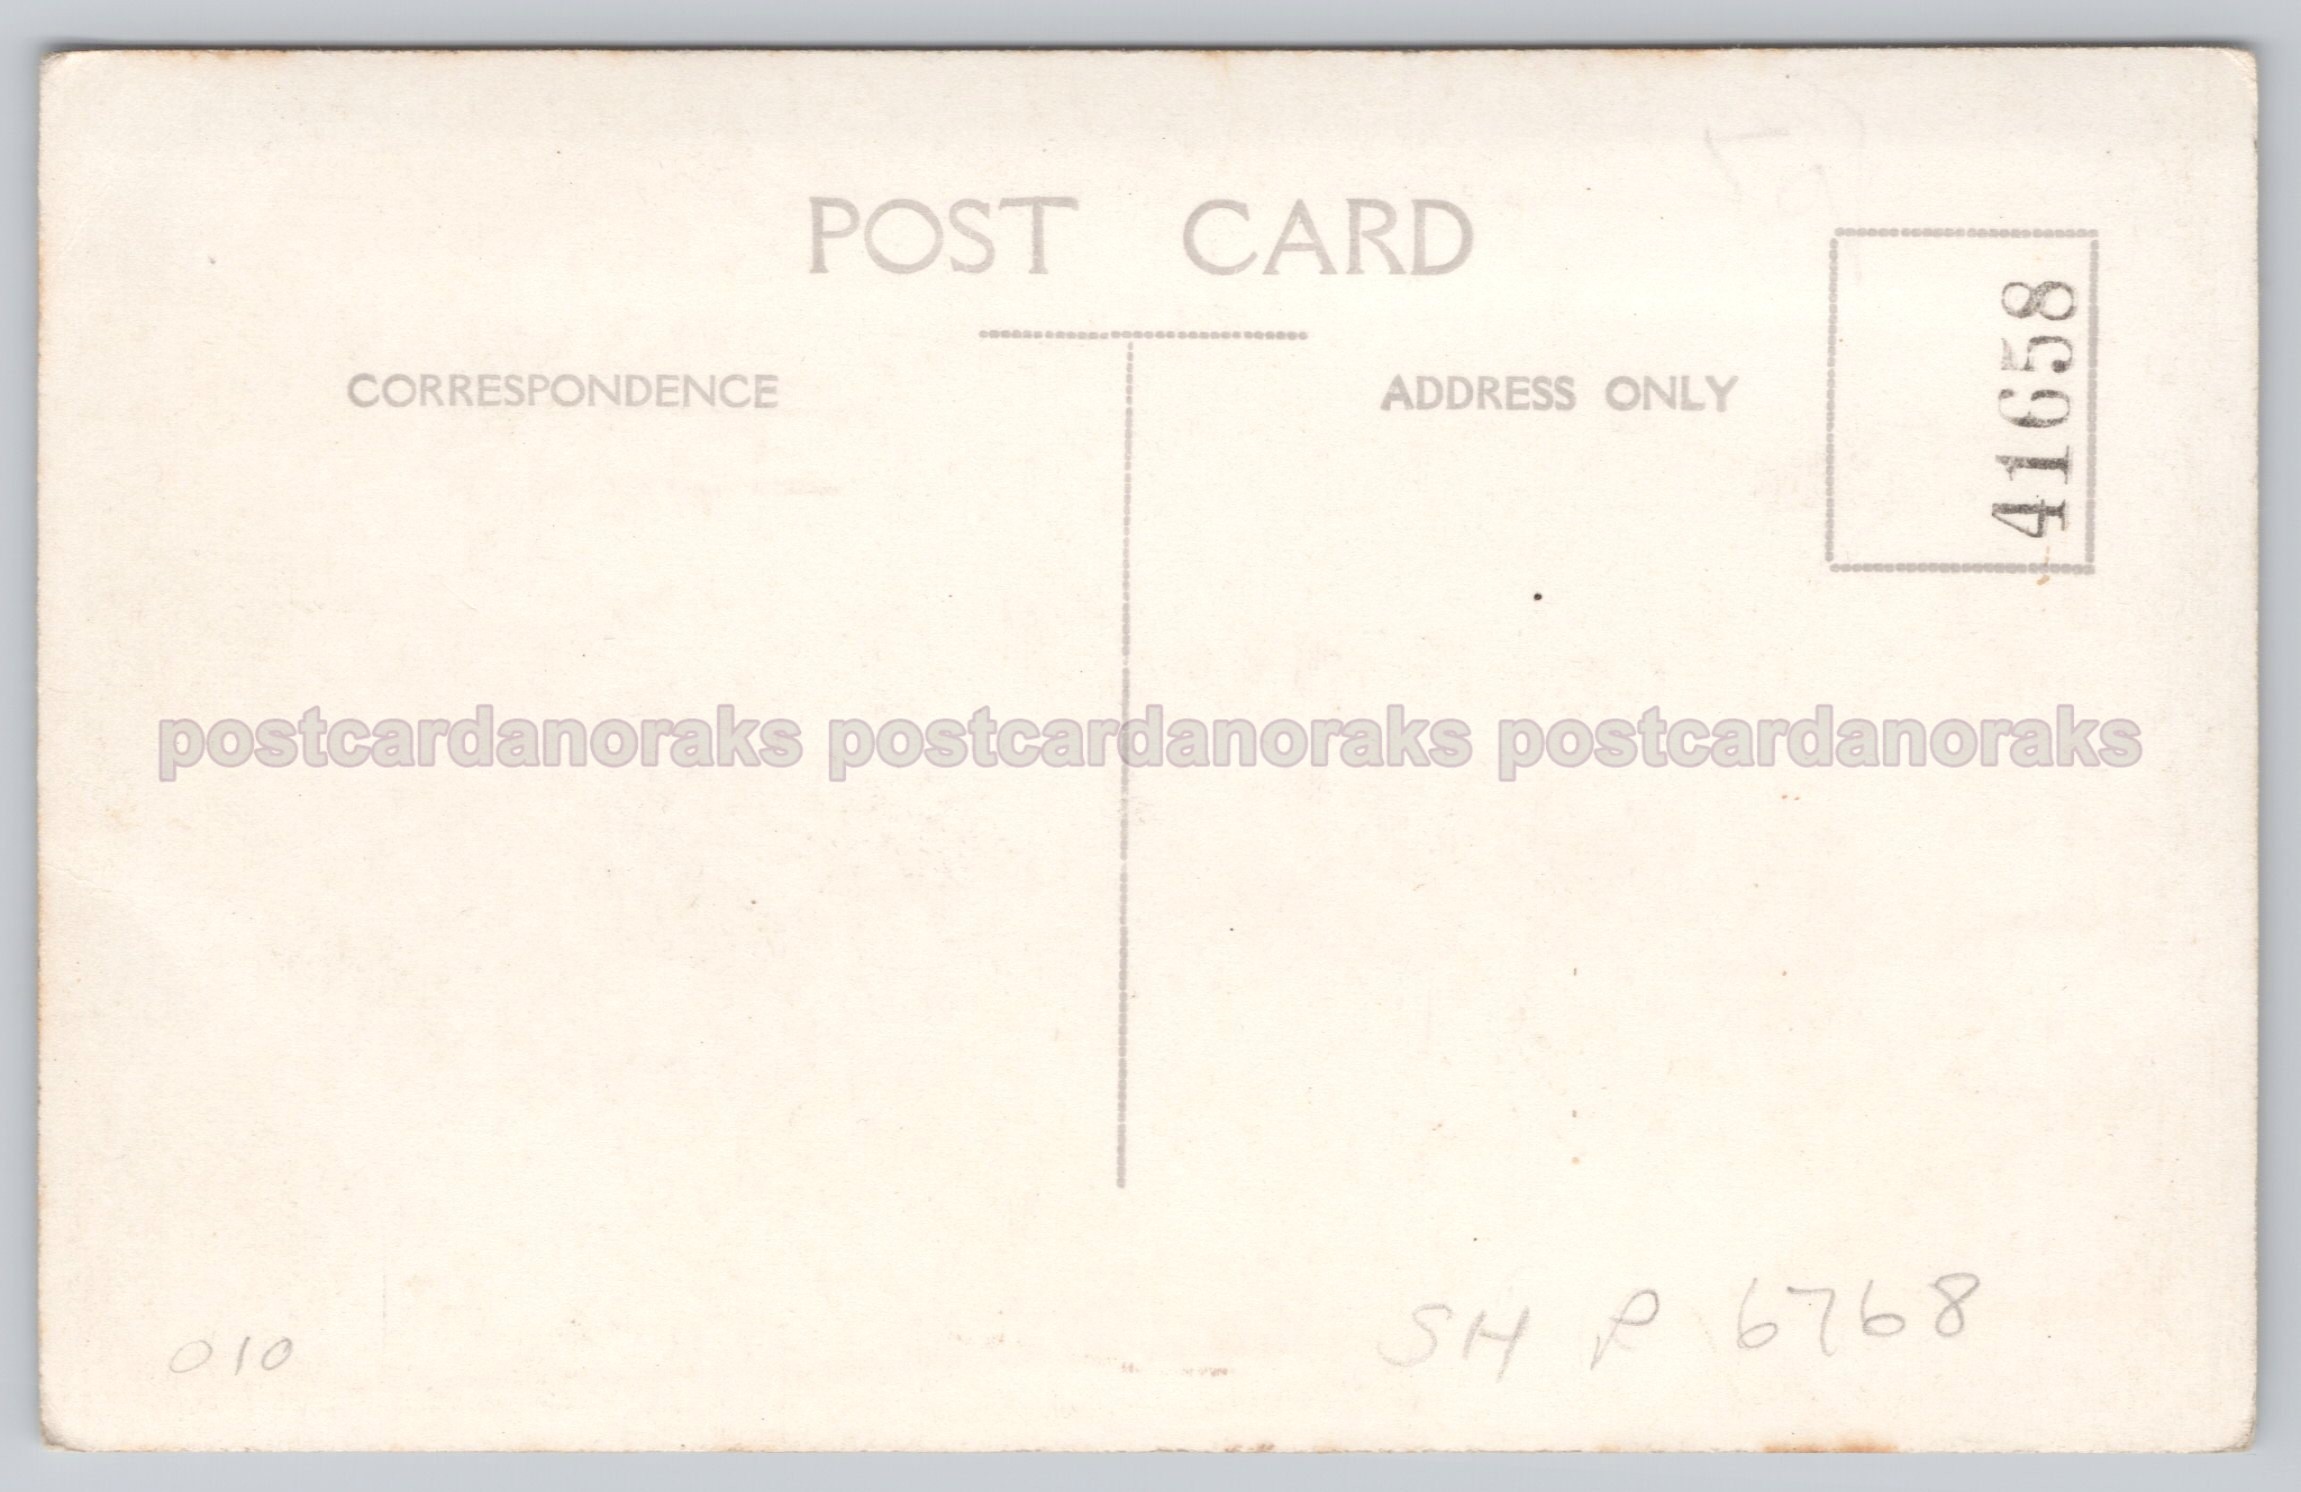 POST CARD
CORRESPONDENCE
ADDRESS ONLY
41658
postcardanoraks postcardanoraks postcardanoraks
010
SH R 6768